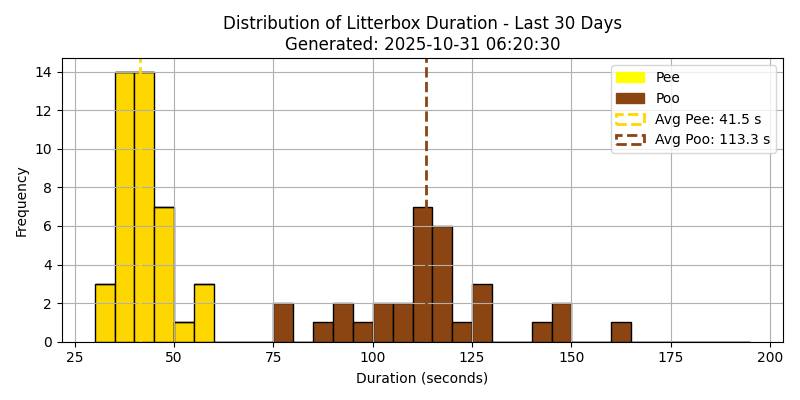 Distribution of Litterbox Duration - Last 30 Days
Generated: 2025-10-31 06:20:30
Pee
Poo
Avg Pee: 41.5 s
Avg Poo: 113.3 s
Frequency
14
12
10
8
6
4
2
0
25 50 75 100 125 150 175 200
Duration (seconds)